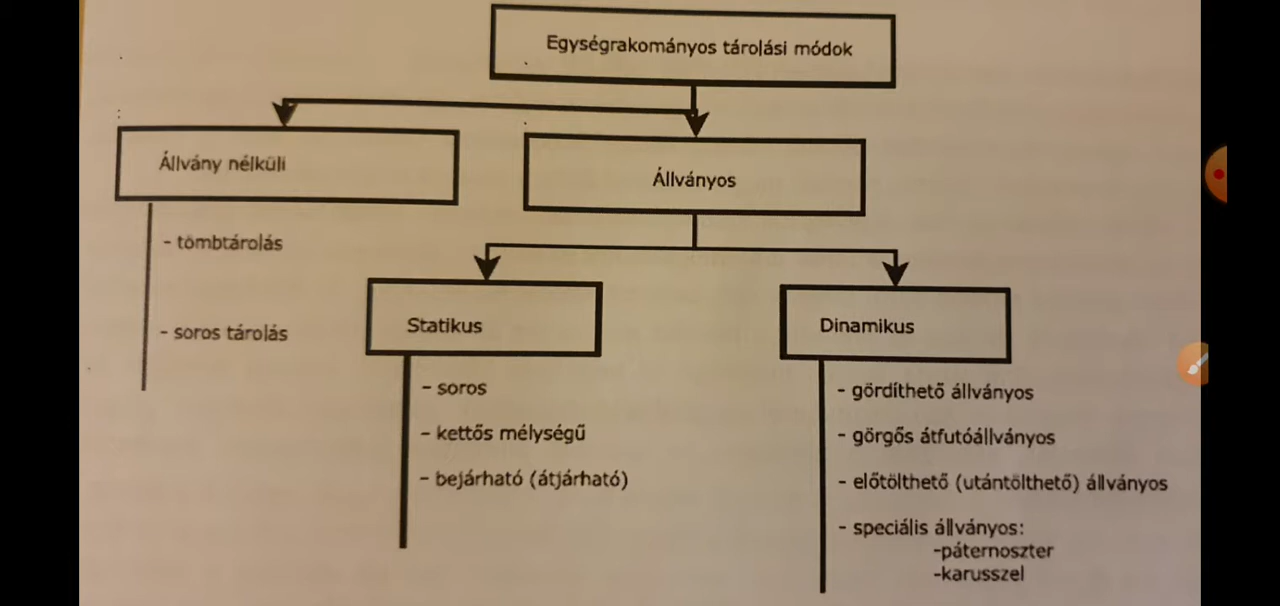 Egységrakományos tárolási módok
Állvány nélküli
- tömbtárolás
- soros tárolás
Állványos
Statikus
- soros
- kettős mélységű
- bejárható (átjárható)
Dinamikus
- gördíthető állványos
- görgős átfutóállványos
- előtölthető (utántölthető) állványos
- speciális állványos:
-páternoszter
-karusszel